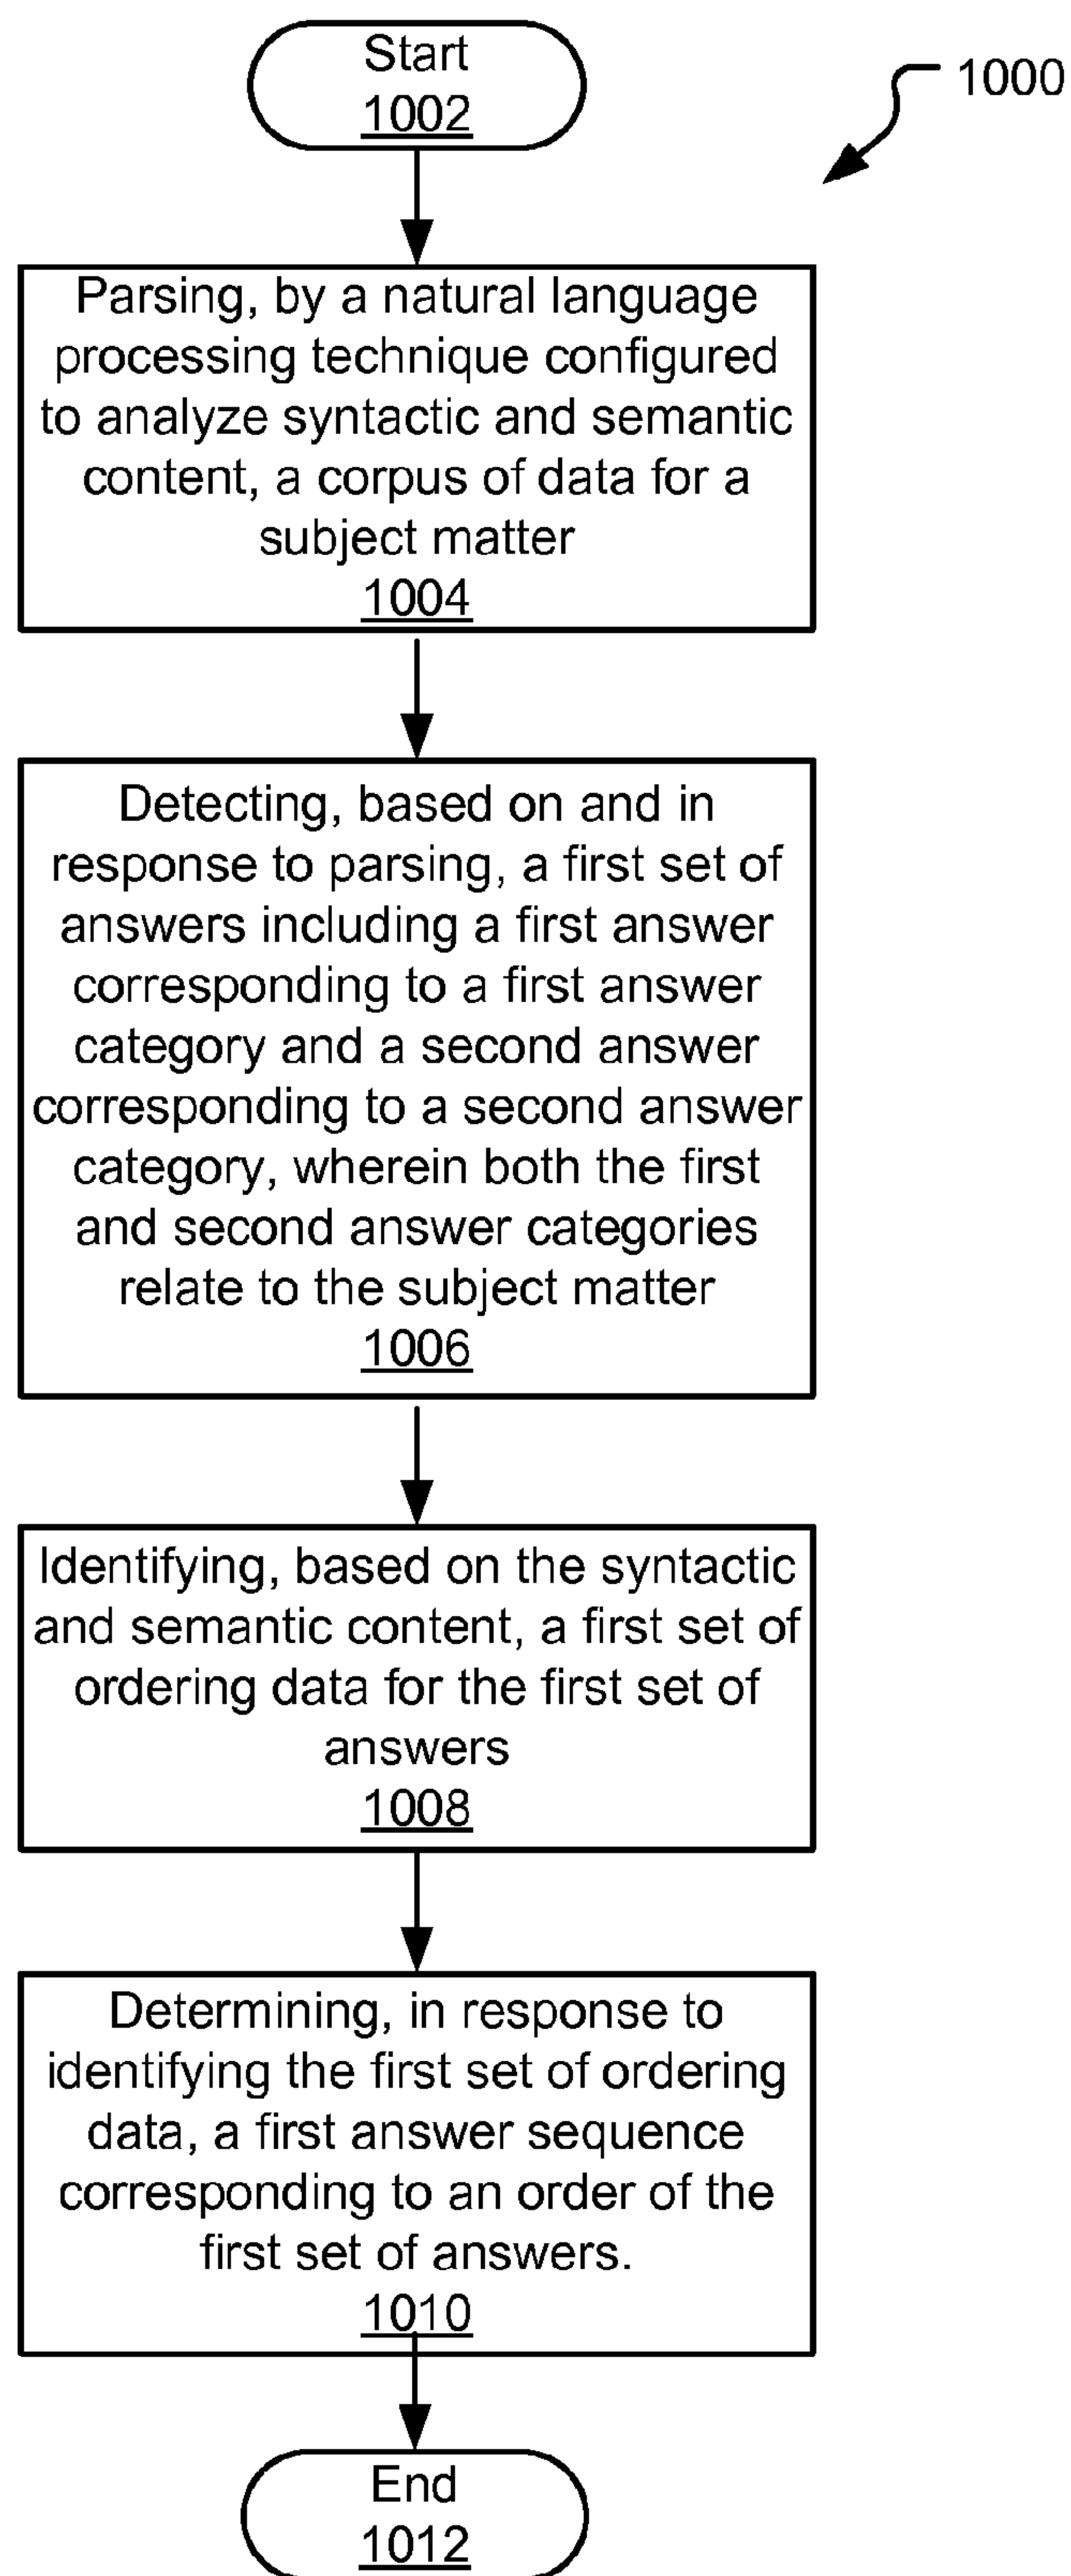 Start
1002
1000
Parsing, by a natural language
processing technique configured
to analyze syntactic and semantic
content, a corpus of data for a
subject matter
1004
Detecting, based on and in
response to parsing, a first set of
answers including a first answer
corresponding to a first answer
category and a second answer
corresponding to a second answer
category, wherein both the first
and second answer categories
relate to the subject matter
1006
Identifying, based on the syntactic
and semantic content, a first set of
ordering data for the first set of
answers
1008
Determining, in response to
identifying the first set of ordering
data, a first answer sequence
corresponding to an order of the
first set of answers.
1010
End
1012